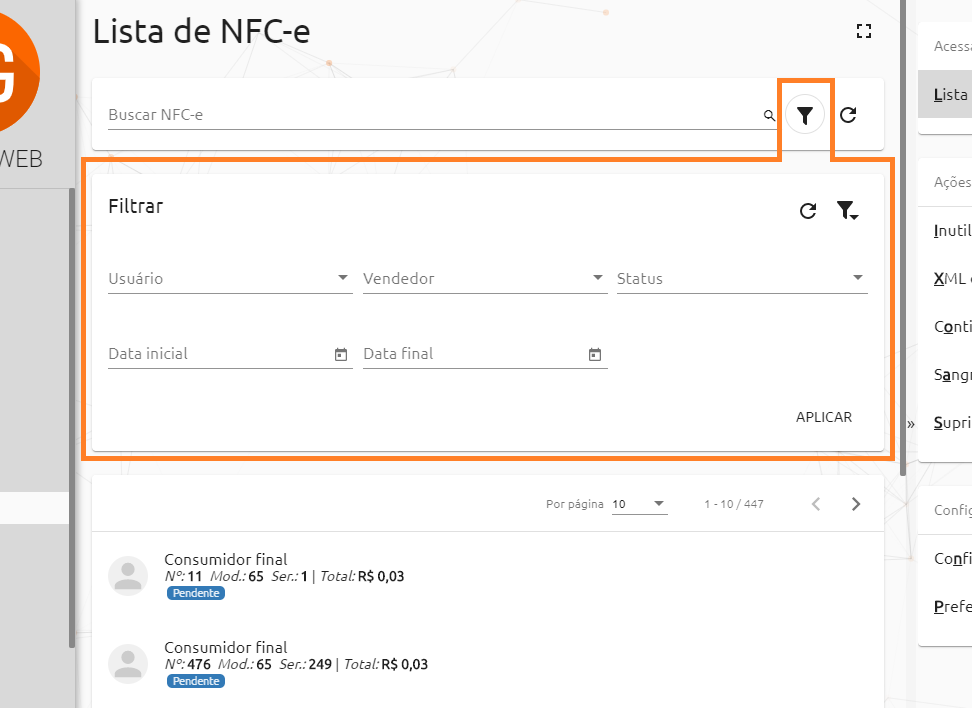 G
WEB
Lista de NFC-e
Buscar NFC-e
Filtrar
Usuário
Vendedor
Status
Data inicial
Data final
APLICAR
Por página 10
1 - 10 / 447
Consumidor final
Nº: 11 Mod.: 65 Ser.: 1 | Total: R$ 0,03
Pendente
Consumidor final
Nº: 476 Mod.: 65 Ser.: 249 | Total: R$ 0,03
Pendente
»
Acessa
Lista
Ações
Inutil
XML
Conti
Sangr
Supri
Config
Confi
Prefe